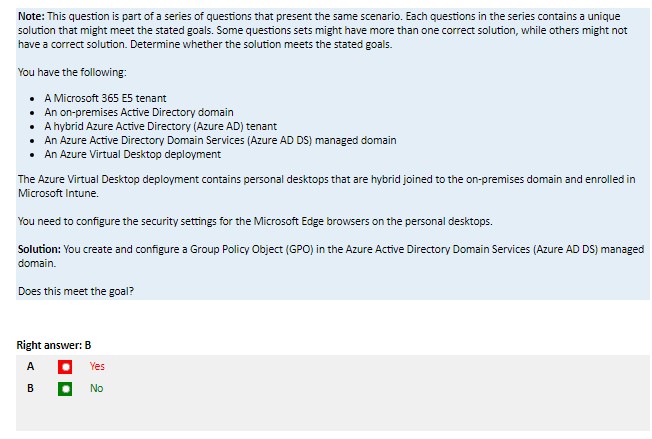 Note: This question is part of a series of questions that present the same scenario. Each questions in the series contains a unique
solution that might meet the stated goals. Some questions sets might have more than one correct solution, while others might not
have a correct solution. Determine whether the solution meets the stated goals.
You have the following:
• A Microsoft 365 E5 tenant
• An on-premises Active Directory domain
• A hybrid Azure Active Directory (Azure AD) tenant
• An Azure Active Directory Domain Services (Azure AD DS) managed domain
• An Azure Virtual Desktop deployment
The Azure Virtual Desktop deployment contains personal desktops that are hybrid joined to the on-premises domain and enrolled in
Microsoft Intune.
You need to configure the security settings for the Microsoft Edge browsers on the personal desktops.
Solution: You create and configure a Group Policy Object (GPO) in the Azure Active Directory Domain Services (Azure AD DS) managed
domain.
Does this meet the goal?
Right answer: B
A Yes
B No